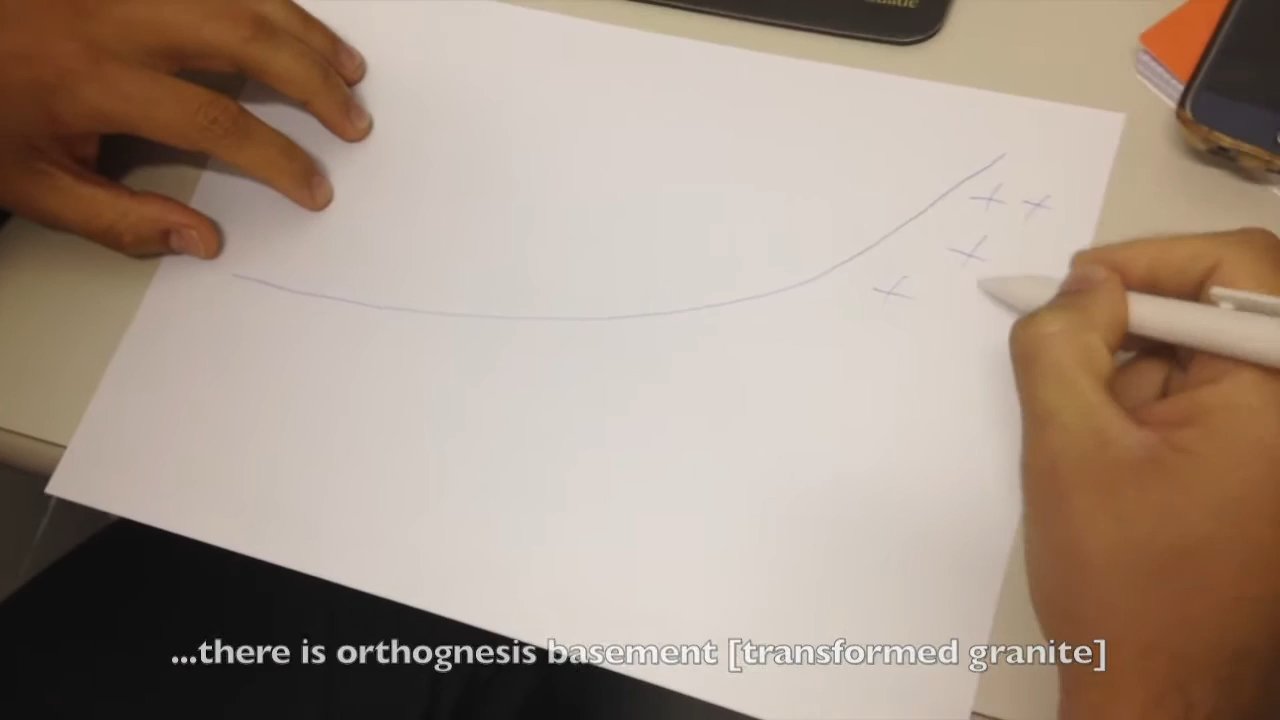 ...there is orthognesis basement [transformed granite]